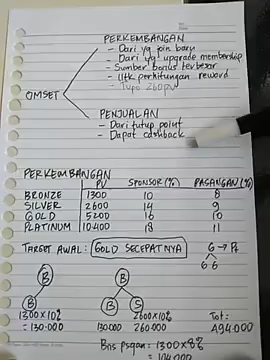 PERKEMBANGAN
- Dari yg join baru
- Dari yg upgrade membership
- Sumber bonus terbesar
- Utk perhitungan reward
- Tupo 260pv
OMSET
PENJUALAN
- Dari tutup point
- Dapat cashback
PERKEMBANGAN
PV SPONSOR (%) PASANGAN (%)
BRONZE 1300 10 8
SILVER 2600 14 9
GOLD 5200 16 10
PLATINUM 10400 18 11
TARGET AWAL: GOLD SECEPATNYA G → Pt
G G
B B
B B S
1300 x 10% 2600 x 10% Tot:
= 130.000 130.000 260.000 494.000
Bns psgan: = 1300 x 8%
= 104.000